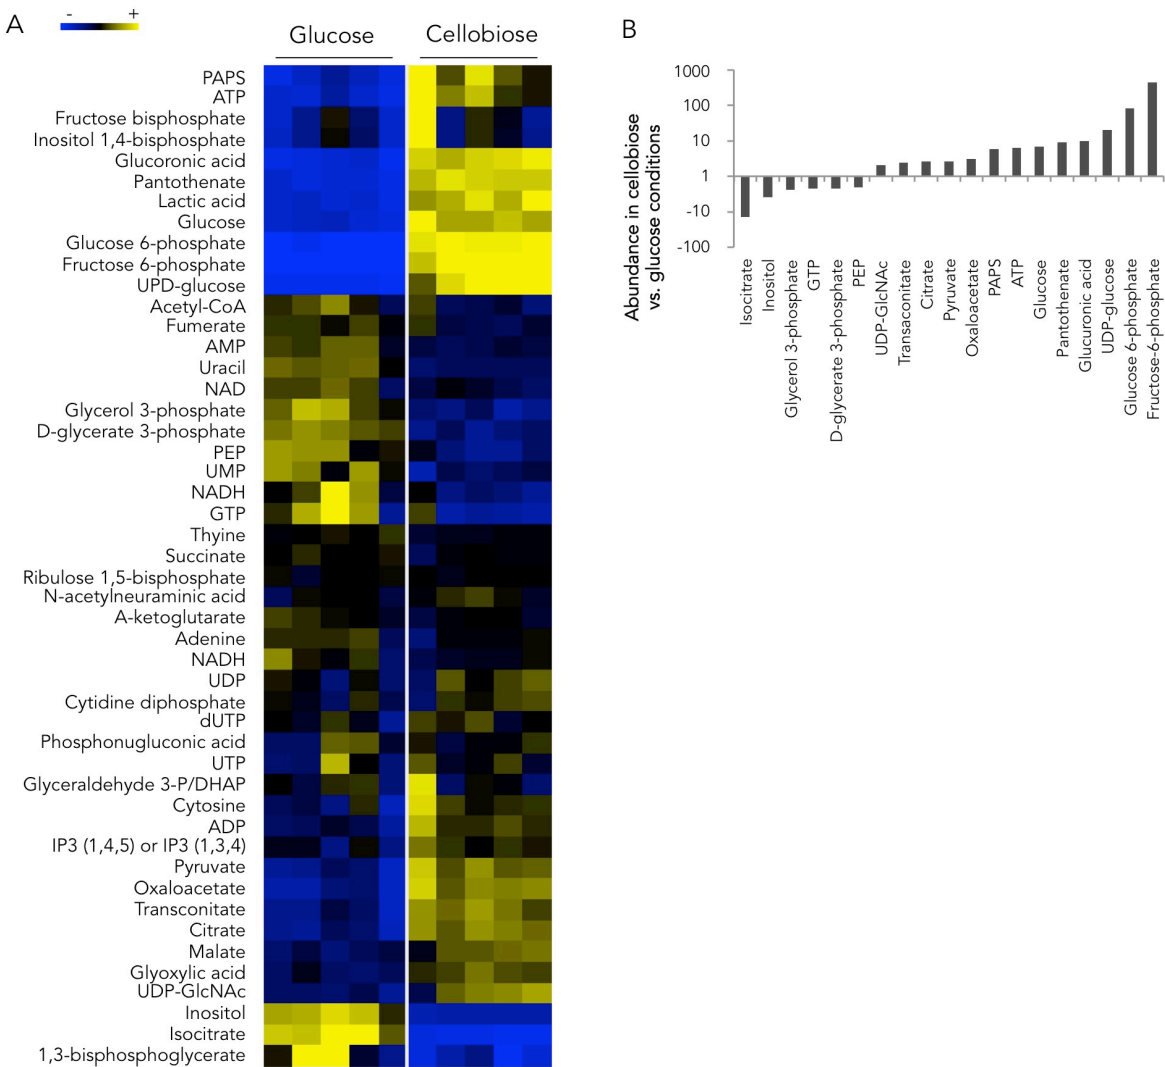 A
- +
Glucose Cellobiose
PAPS
ATP
Fructose bisphosphate
Inositol 1,4-bisphosphate
Glucoronic acid
Pantothenate
Lactic acid
Glucose
Glucose 6-phosphate
Fructose 6-phosphate
UPD-glucose
Acetyl-CoA
Fumerate
AMP
Uracil
NAD
Glycerol 3-phosphate
D-glycerate 3-phosphate
PEP
UMP
NADH
GTP
Thyine
Succinate
Ribulose 1,5-bisphosphate
N-acetylneuraminic acid
A-ketoglutarate
Adenine
NADH
UDP
Cytidine diphosphate
dUTP
Phosphonugluconic acid
UTP
Glyceraldehyde 3-P/DHAP
Cytosine
ADP
IP3 (1,4,5) or IP3 (1,3,4)
Pyruvate
Oxaloacetate
Transconitate
Citrate
Malate
Glyoxylic acid
UDP-GlcNAc
Inositol
Isocitrate
1,3-bisphosphoglycerate
B
Abundance in cellobiose
vs. glucose conditions
1000
100
10
1
-10
-100
Isocitrate
Inositol
Glycerol 3-phosphate
GTP
D-glycerate 3-phosphate
PEP
UDP-GlcNAc
Transaconitate
Citrate
Pyruvate
Oxaloacetate
PAPS
ATP
Glucose
Pantothenate
Glucuronic acid
UDP-glucose
Glucose 6-phosphate
Fructose-6-phosphate